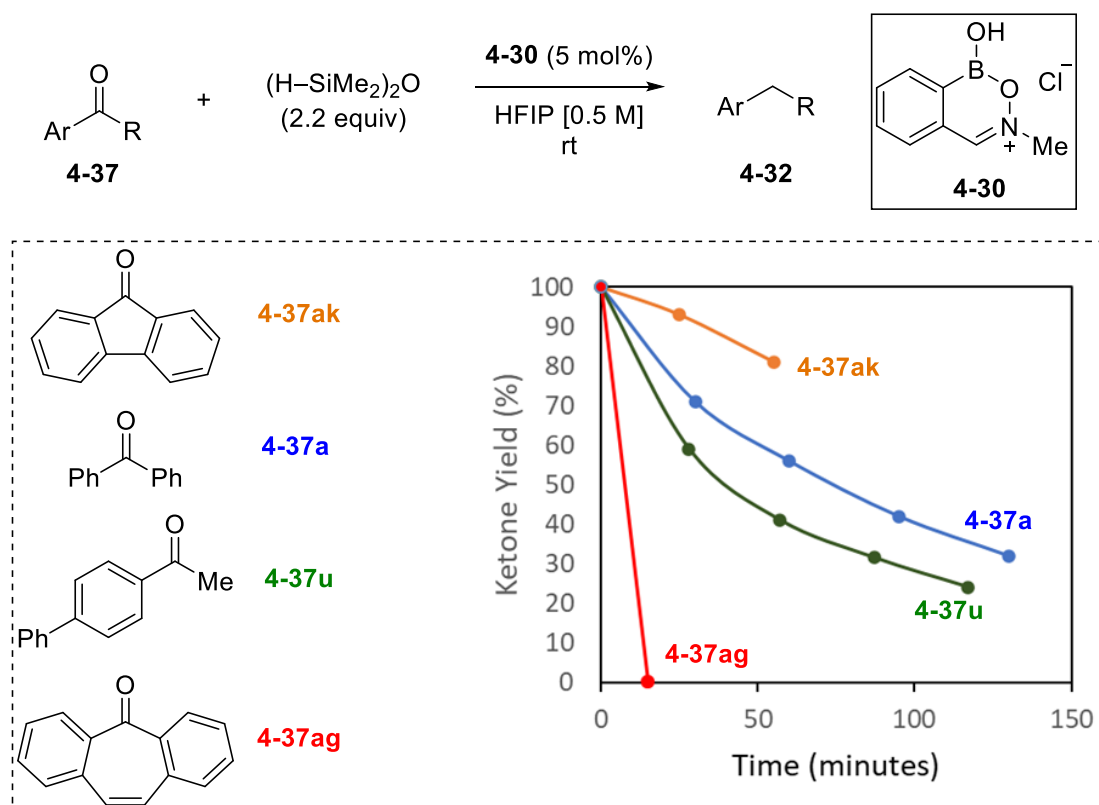 O
Ar R
4-37
+
(H–SiMe₂)₂O
(2.2 equiv)
4-30 (5 mol%)
HFIP [0.5 M]
rt
Ar R
4-32
OH
B
O
N
+
Me
Cl⁻
4-30
O
4-37ak
O
Ph Ph
4-37a
O
Me
Ph
4-37u
O
4-37ag
Ketone Yield (%)
100
90
80
70
60
50
40
30
20
10
0
4-37ak
4-37a
4-37u
4-37ag
0 50 100 150
Time (minutes)